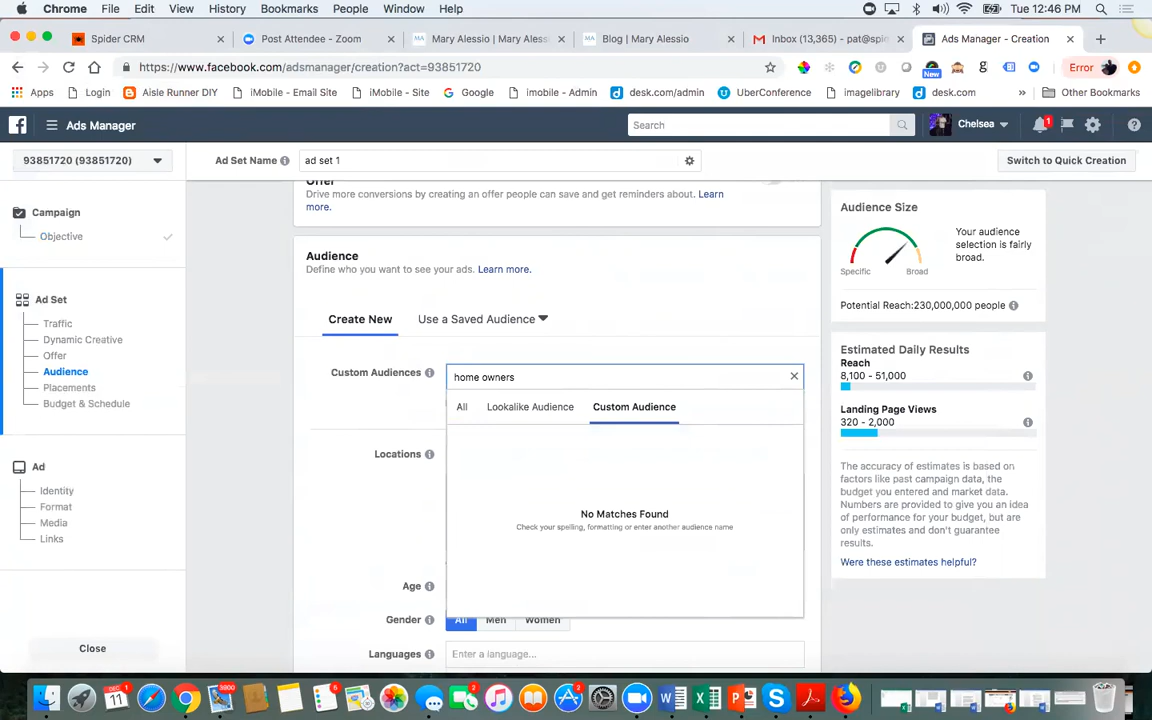 Chrome File Edit View History Bookmarks People Window Help Tue 12:46 PM
Spider CRM Post Attendee - Zoom Mary Alessio | Mary Aless Blog | Mary Alessio Inbox (13,365) - pat@spi Ads Manager - Creation
https://www.facebook.com/adsmanager/creation?act=93851720 New Error
Apps Login Aisle Runner DIY iMobile - Email Site iMobile - Site Google imobile - Admin desk.com/admin UberConference imagelibrary desk.com » Other Bookmarks
Ads Manager Search Chelsea 1
93851720 (93851720) Ad Set Name ad set 1 Switch to Quick Creation
Offer
Drive more conversions by creating an offer people can save and get reminders about. Learn
more.
Campaign
Objective
Ad Set
Traffic
Dynamic Creative
Offer
Audience
Placements
Budget & Schedule
Ad
Identity
Format
Media
Links
Close
Audience
Define who you want to see your ads. Learn more.
Create New Use a Saved Audience
Custom Audiences home owners
All Lookalike Audience Custom Audience
No Matches Found
Check your spelling, formatting or enter another audience name
Locations
Age
Gender All Men Women
Languages Enter a language...
Audience Size
Your audience
selection is fairly
broad.
Specific Broad
Potential Reach:230,000,000 people
Estimated Daily Results
Reach
8,100 - 51,000
Landing Page Views
320 - 2,000
The accuracy of estimates is based on
factors like past campaign data, the
budget you entered and market data.
Numbers are provided to give you an idea
of performance for your budget, but are
only estimates and don't guarantee
results.
Were these estimates helpful?